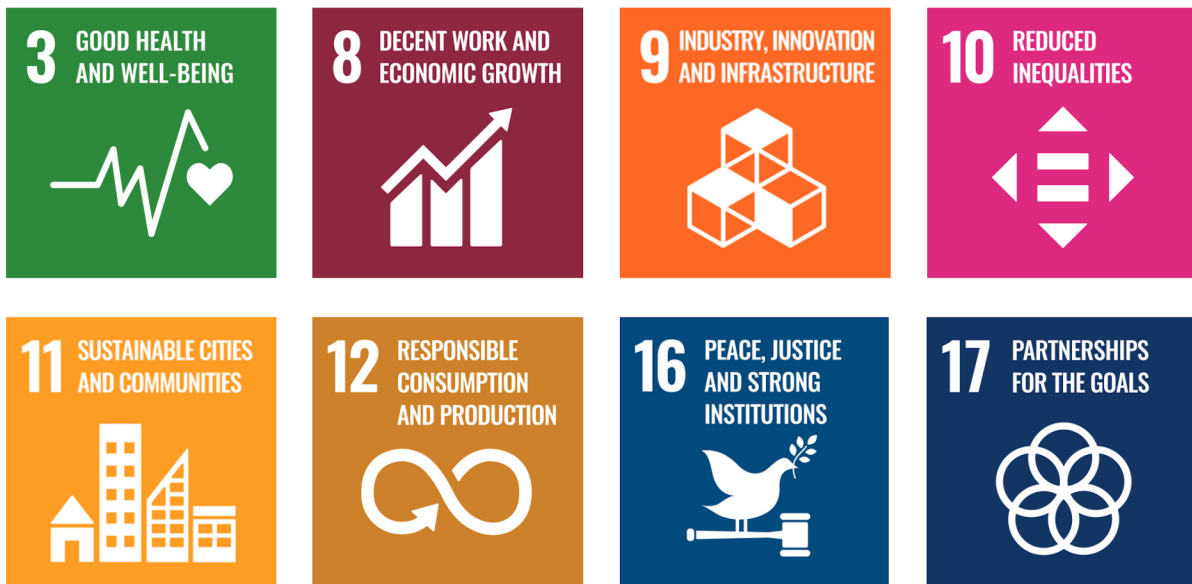 3 GOOD HEALTH
AND WELL-BEING
8 DECENT WORK AND
ECONOMIC GROWTH
9 INDUSTRY, INNOVATION
AND INFRASTRUCTURE
10 REDUCED
INEQUALITIES
11 SUSTAINABLE CITIES
AND COMMUNITIES
12 RESPONSIBLE
CONSUMPTION
AND PRODUCTION
16 PEACE, JUSTICE
AND STRONG
INSTITUTIONS
17 PARTNERSHIPS
FOR THE GOALS